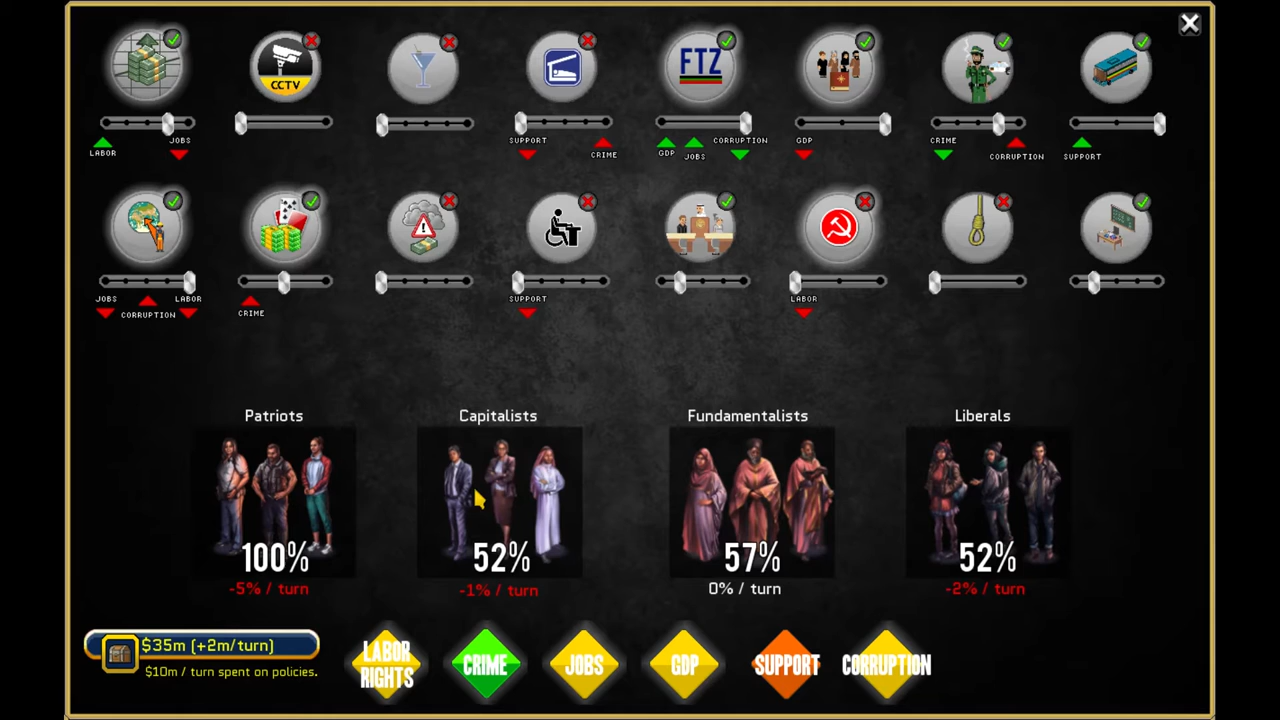 CCTV
FTZ
SUPPORT
GDP
CORRUPTION
GDP
CRIME
LABOR
JOBS
CRIME
JOBS
CORRUPTION
SUPPORT
JOBS
LABOR
CORRUPTION
CRIME
SUPPORT
LABOR
Patriots
Capitalists
Fundamentalists
Liberals
100%
52%
57%
52%
-5% / turn
-1% / turn
0% / turn
-2% / turn
$35m (+2m/turn)
$10m / turn spent on policies.
LABOR
RIGHTS
CRIME
JOBS
GDP
SUPPORT
CORRUPTION